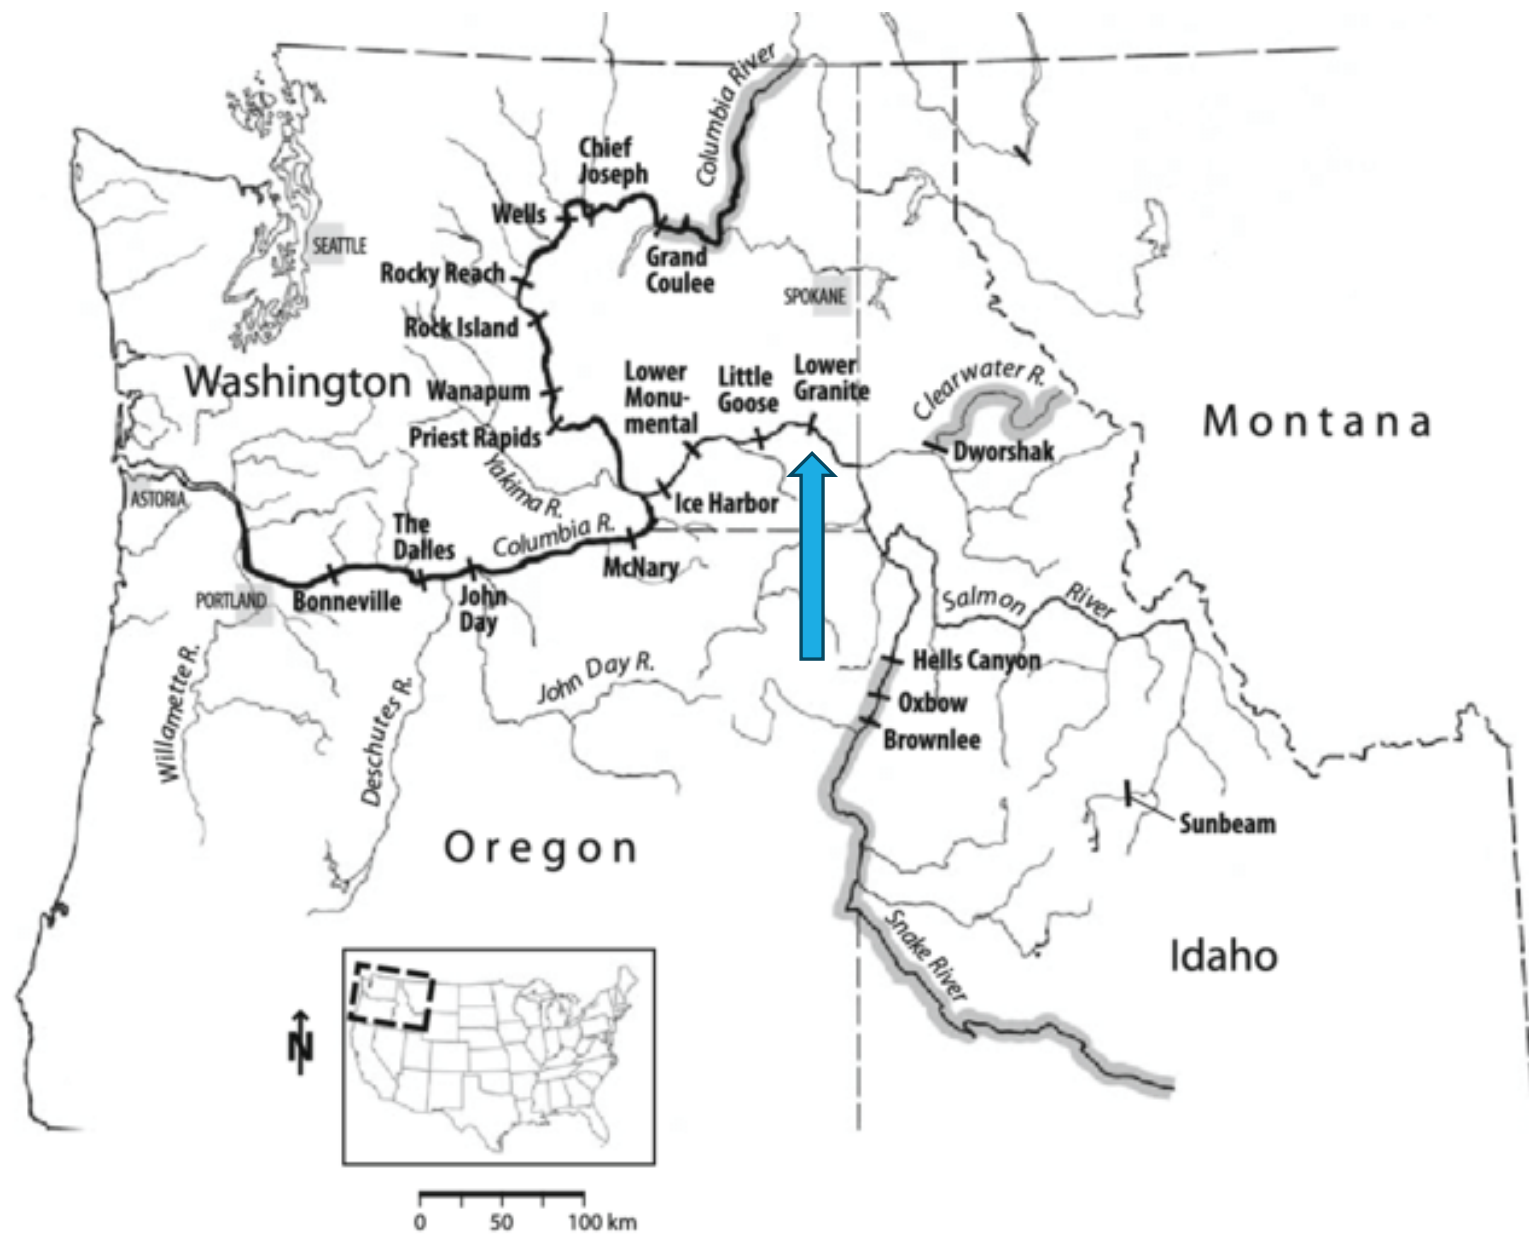 Columbia River
Chief
Joseph
Wells
SEATTLE
Grand
Coulee
Rocky Reach
SPOKANE
Rock Island
Washington
Wanapum
Lower
Monu-
mental
Little
Goose
Lower
Granite
Clearwater R.
Montana
Priest Rapids
Dworshak
Yakima R.
ASTORIA
Ice Harbor
The
Dalles
Columbia R.
McNary
PORTLAND
Bonneville
John
Day
Salmon River
Willamette R.
Deschutes R.
John Day R.
Hells Canyon
Oxbow
Brownlee
Sunbeam
Oregon
Snake River
Idaho
N
0 50 100 km